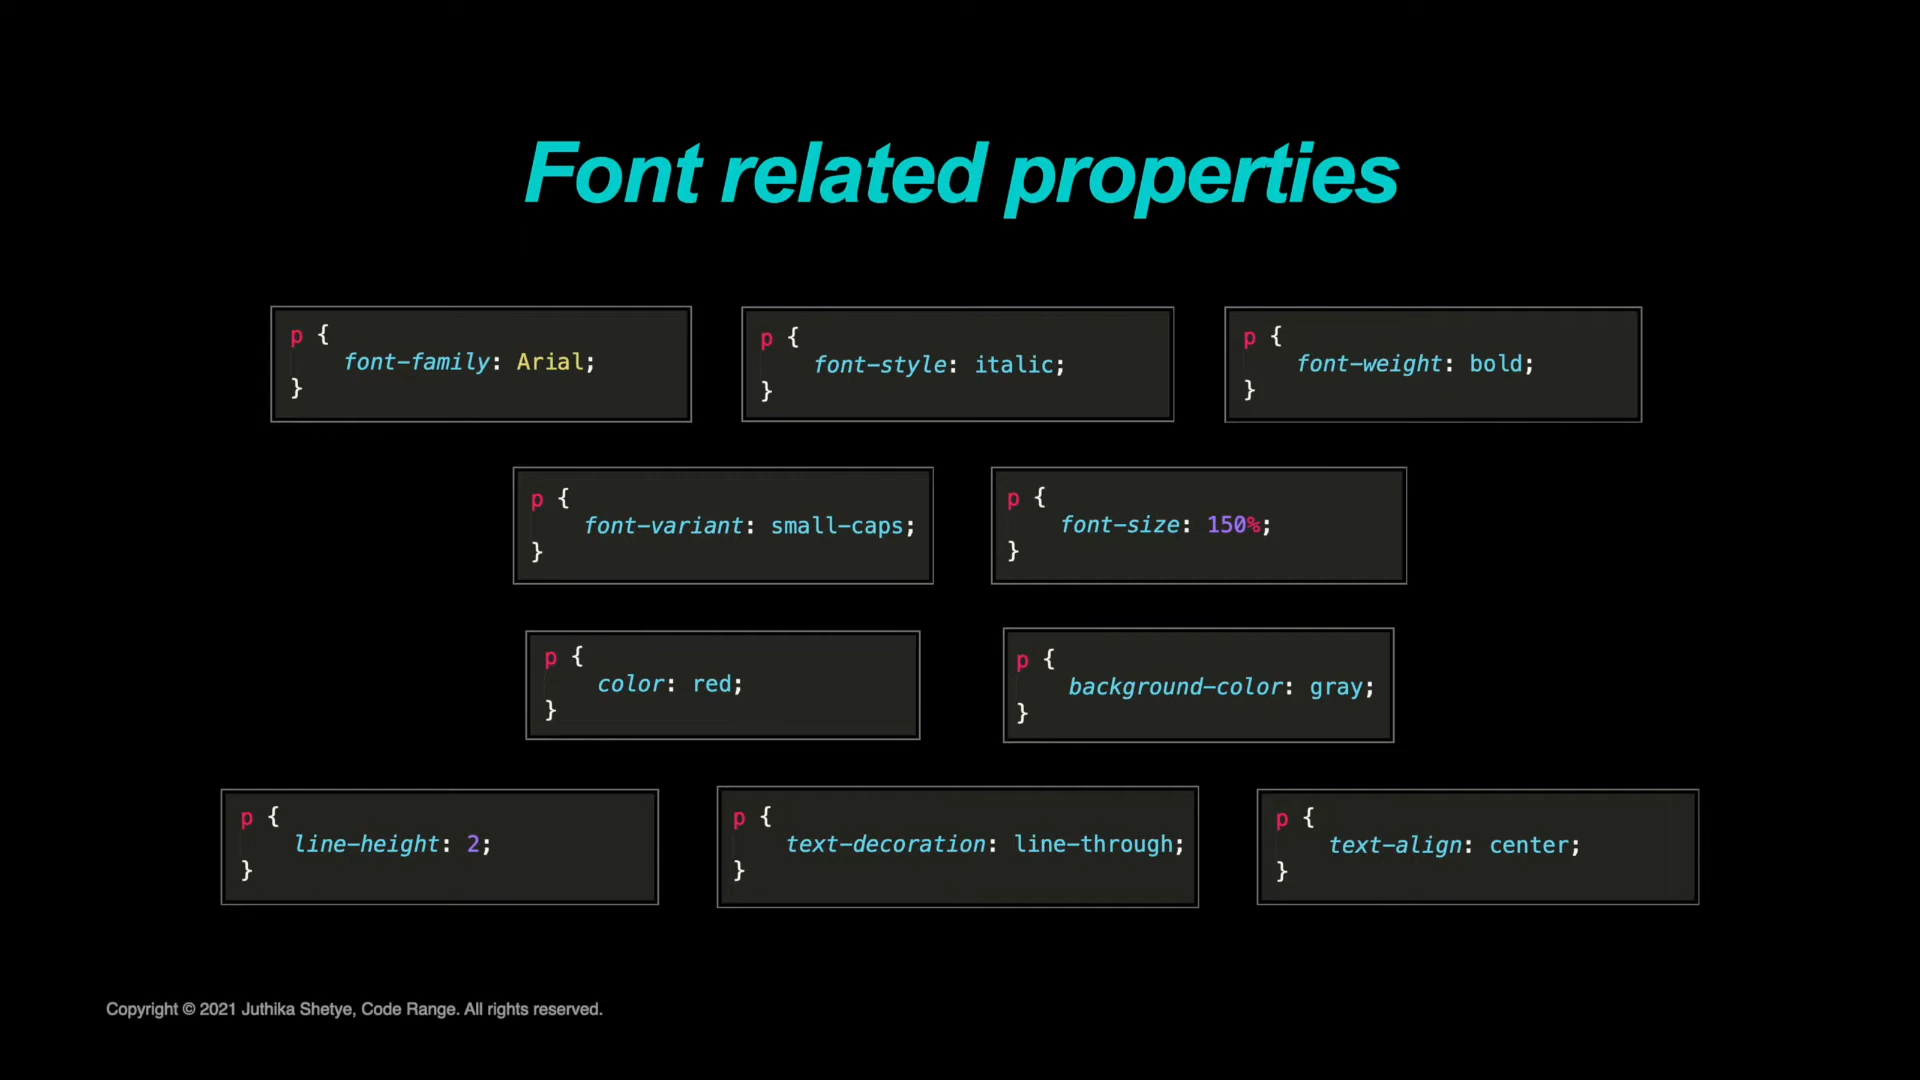 Font related properties
p {
font-family: Arial;
}
p {
font-style: italic;
}
p {
font-weight: bold;
}
p {
font-variant: small-caps;
}
p {
font-size: 150%;
}
p {
color: red;
}
p {
background-color: gray;
}
p {
line-height: 2;
}
p {
text-decoration: line-through;
}
p {
text-align: center;
}
Copyright © 2021 Juthika Shetye, Code Range. All rights reserved.